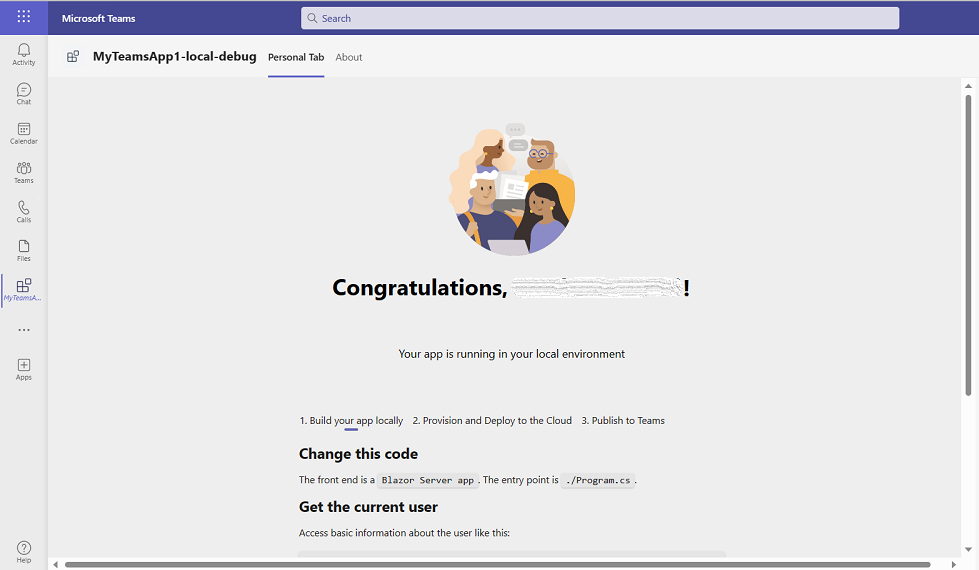 Microsoft Teams
Search
Activity
Chat
Calendar
Teams
Calls
Files
MyTeamsA...
Apps
Help
MyTeamsApp1-local-debug
Personal Tab
About
Congratulations, !
Your app is running in your local environment
1. Build your app locally
2. Provision and Deploy to the Cloud
3. Publish to Teams
Change this code
The front end is a Blazor Server app. The entry point is ./Program.cs.
Get the current user
Access basic information about the user like this: